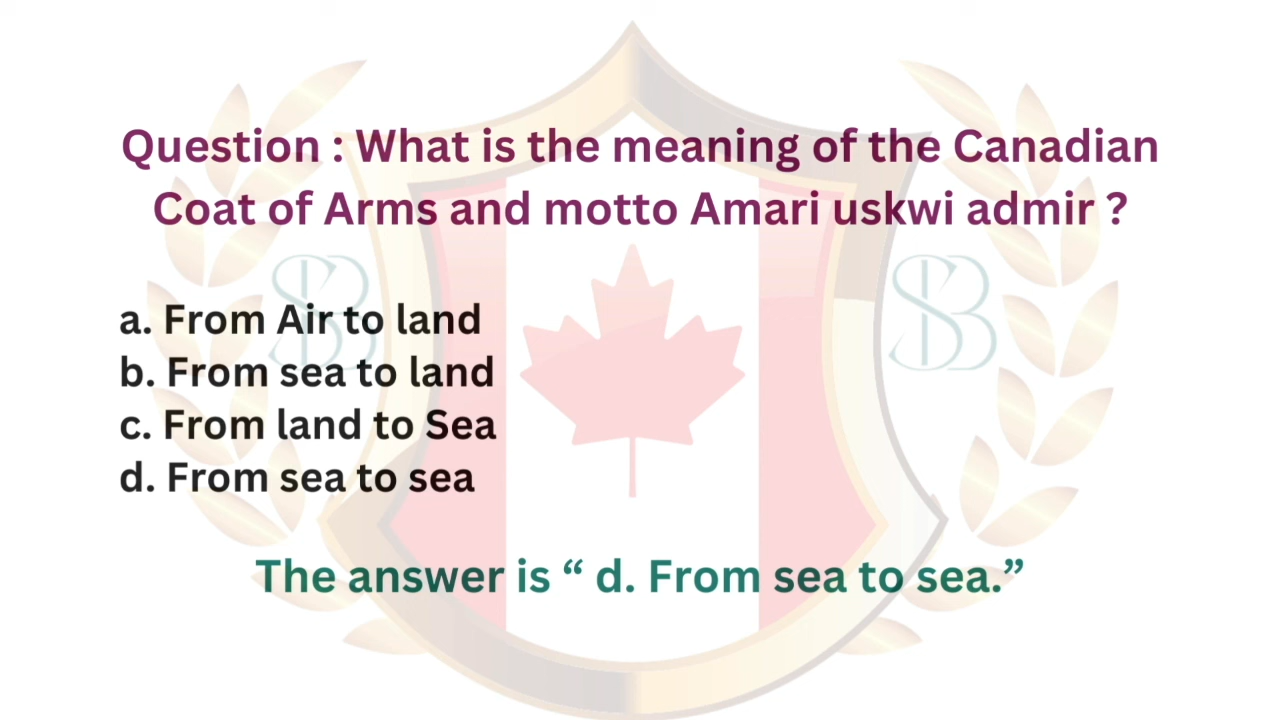 Question : What is the meaning of the Canadian
Coat of Arms and motto Amari uskwi admir ?
a. From Air to land
b. From sea to land
c. From land to Sea
d. From sea to sea
The answer is “ d. From sea to sea.”